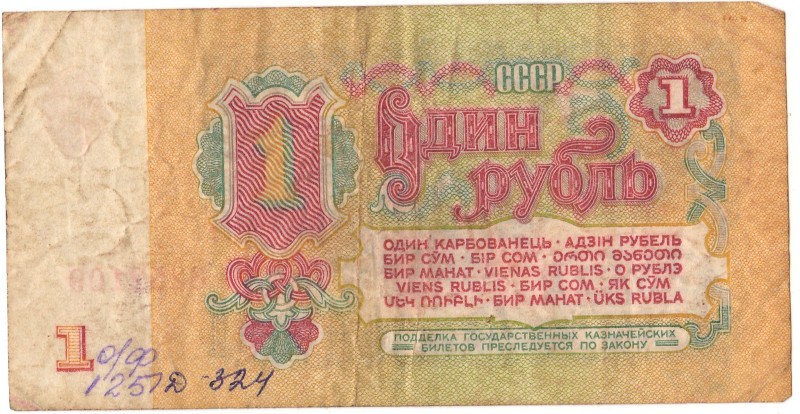 СССР
1
1
Один
рубль
ОДИН КАРБОВАНЕЦЬ · АДЗІН РУБЕЛЬ
БИР СЎМ · БІР СОМ · ᲔᲠᲗᲘ ᲛᲐᲜᲔᲗᲘ
БИР МАНАТ · VIENAS RUBLIS · О РУБЛЭ
VIENS RUBLIS · БИР СОМ · ЯК СЎМ
ՄԵԿ ՌՈՒԲԼԻ · БИР МАНАТ · ÜKS RUBLA
ПОДДЕЛКА ГОСУДАРСТВЕННЫХ КАЗНАЧЕЙСКИХ
БИЛЕТОВ ПРЕСЛЕДУЕТСЯ ПО ЗАКОНУ
1
о/ф
125/Д-324